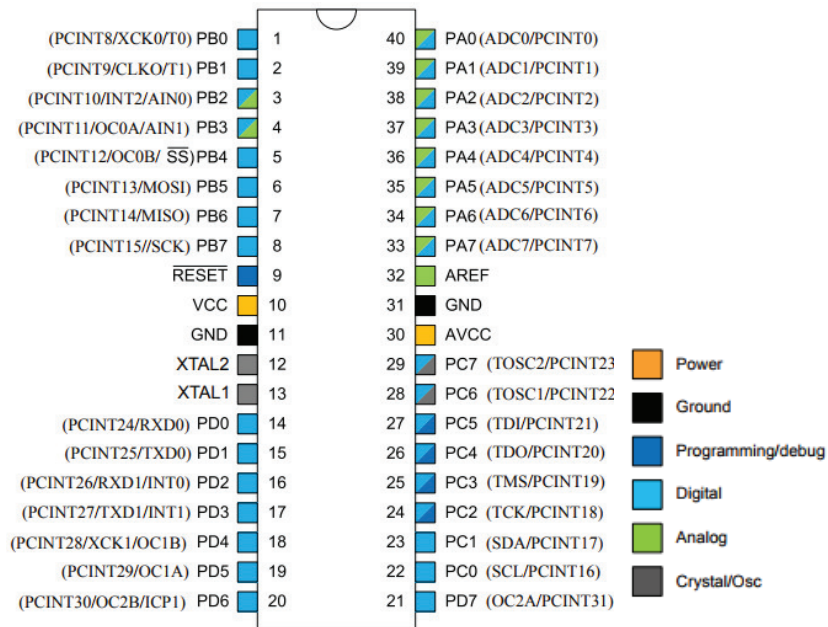 (PCINT8/XCK0/T0) PB0 1 40 PA0 (ADC0/PCINT0)
(PCINT9/CLKO/T1) PB1 2 39 PA1 (ADC1/PCINT1)
(PCINT10/INT2/AIN0) PB2 3 38 PA2 (ADC2/PCINT2)
(PCINT11/OC0A/AIN1) PB3 4 37 PA3 (ADC3/PCINT3)
(PCINT12/OC0B/ SS) PB4 5 36 PA4 (ADC4/PCINT4)
(PCINT13/MOSI) PB5 6 35 PA5 (ADC5/PCINT5)
(PCINT14/MISO) PB6 7 34 PA6 (ADC6/PCINT6)
(PCINT15//SCK) PB7 8 33 PA7 (ADC7/PCINT7)
RESET 9 32 AREF
VCC 10 31 GND
GND 11 30 AVCC
XTAL2 12 29 PC7 (TOSC2/PCINT23
XTAL1 13 28 PC6 (TOSC1/PCINT22
(PCINT24/RXD0) PD0 14 27 PC5 (TDI/PCINT21)
(PCINT25/TXD0) PD1 15 26 PC4 (TDO/PCINT20)
(PCINT26/RXD1/INT0) PD2 16 25 PC3 (TMS/PCINT19)
(PCINT27/TXD1/INT1) PD3 17 24 PC2 (TCK/PCINT18)
(PCINT28/XCK1/OC1B) PD4 18 23 PC1 (SDA/PCINT17)
(PCINT29/OC1A) PD5 19 22 PC0 (SCL/PCINT16)
(PCINT30/OC2B/ICP1) PD6 20 21 PD7 (OC2A/PCINT31)
Power
Ground
Programming/debug
Digital
Analog
Crystal/Osc